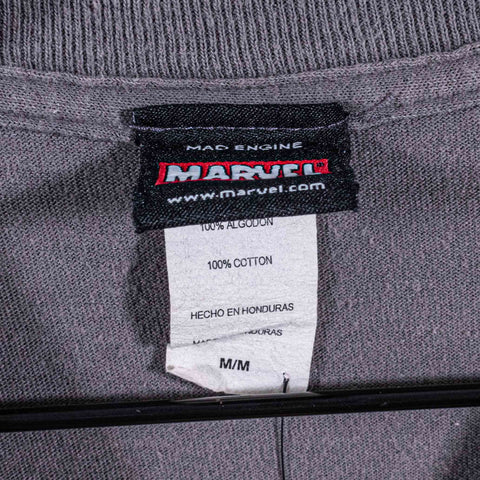 MAD ENGINE
MARVEL
www.marvel.com
100% ALGODON
100% COTTON
HECHO EN HONDURAS
M/M